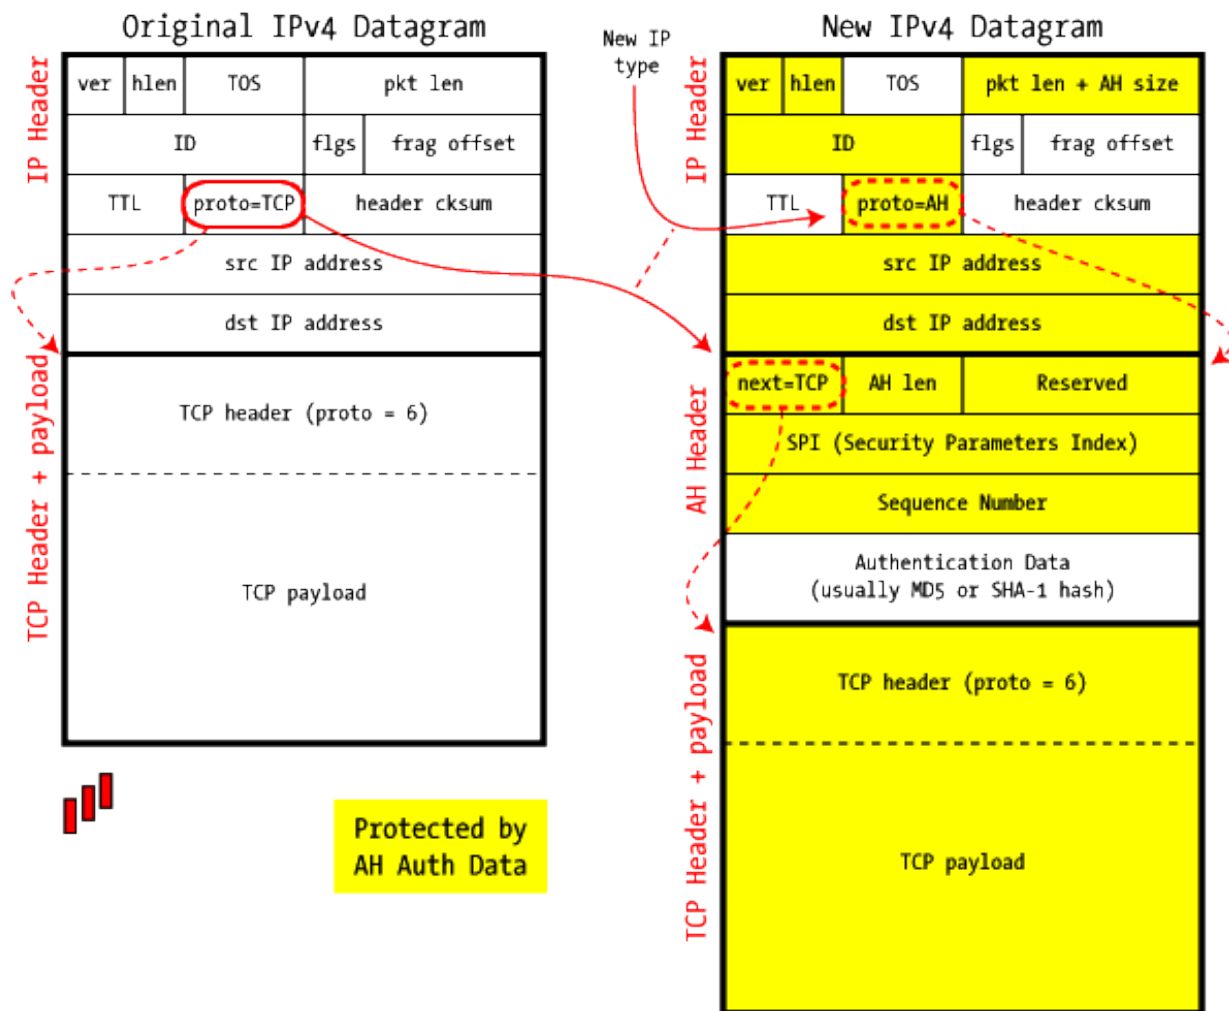 Original IPv4 Datagram
IP Header
ver hlen TOS pkt len
ID flgs frag offset
TTL proto=TCP header cksum
src IP address
dst IP address
TCP Header + payload
TCP header (proto = 6)
TCP payload
Protected by
AH Auth Data
New IP
type
New IPv4 Datagram
IP Header
ver hlen TOS pkt len + AH size
ID flgs frag offset
TTL proto=AH header cksum
src IP address
dst IP address
AH Header
next=TCP AH len Reserved
SPI (Security Parameters Index)
Sequence Number
Authentication Data
(usually MD5 or SHA-1 hash)
TCP Header + payload
TCP header (proto = 6)
TCP payload